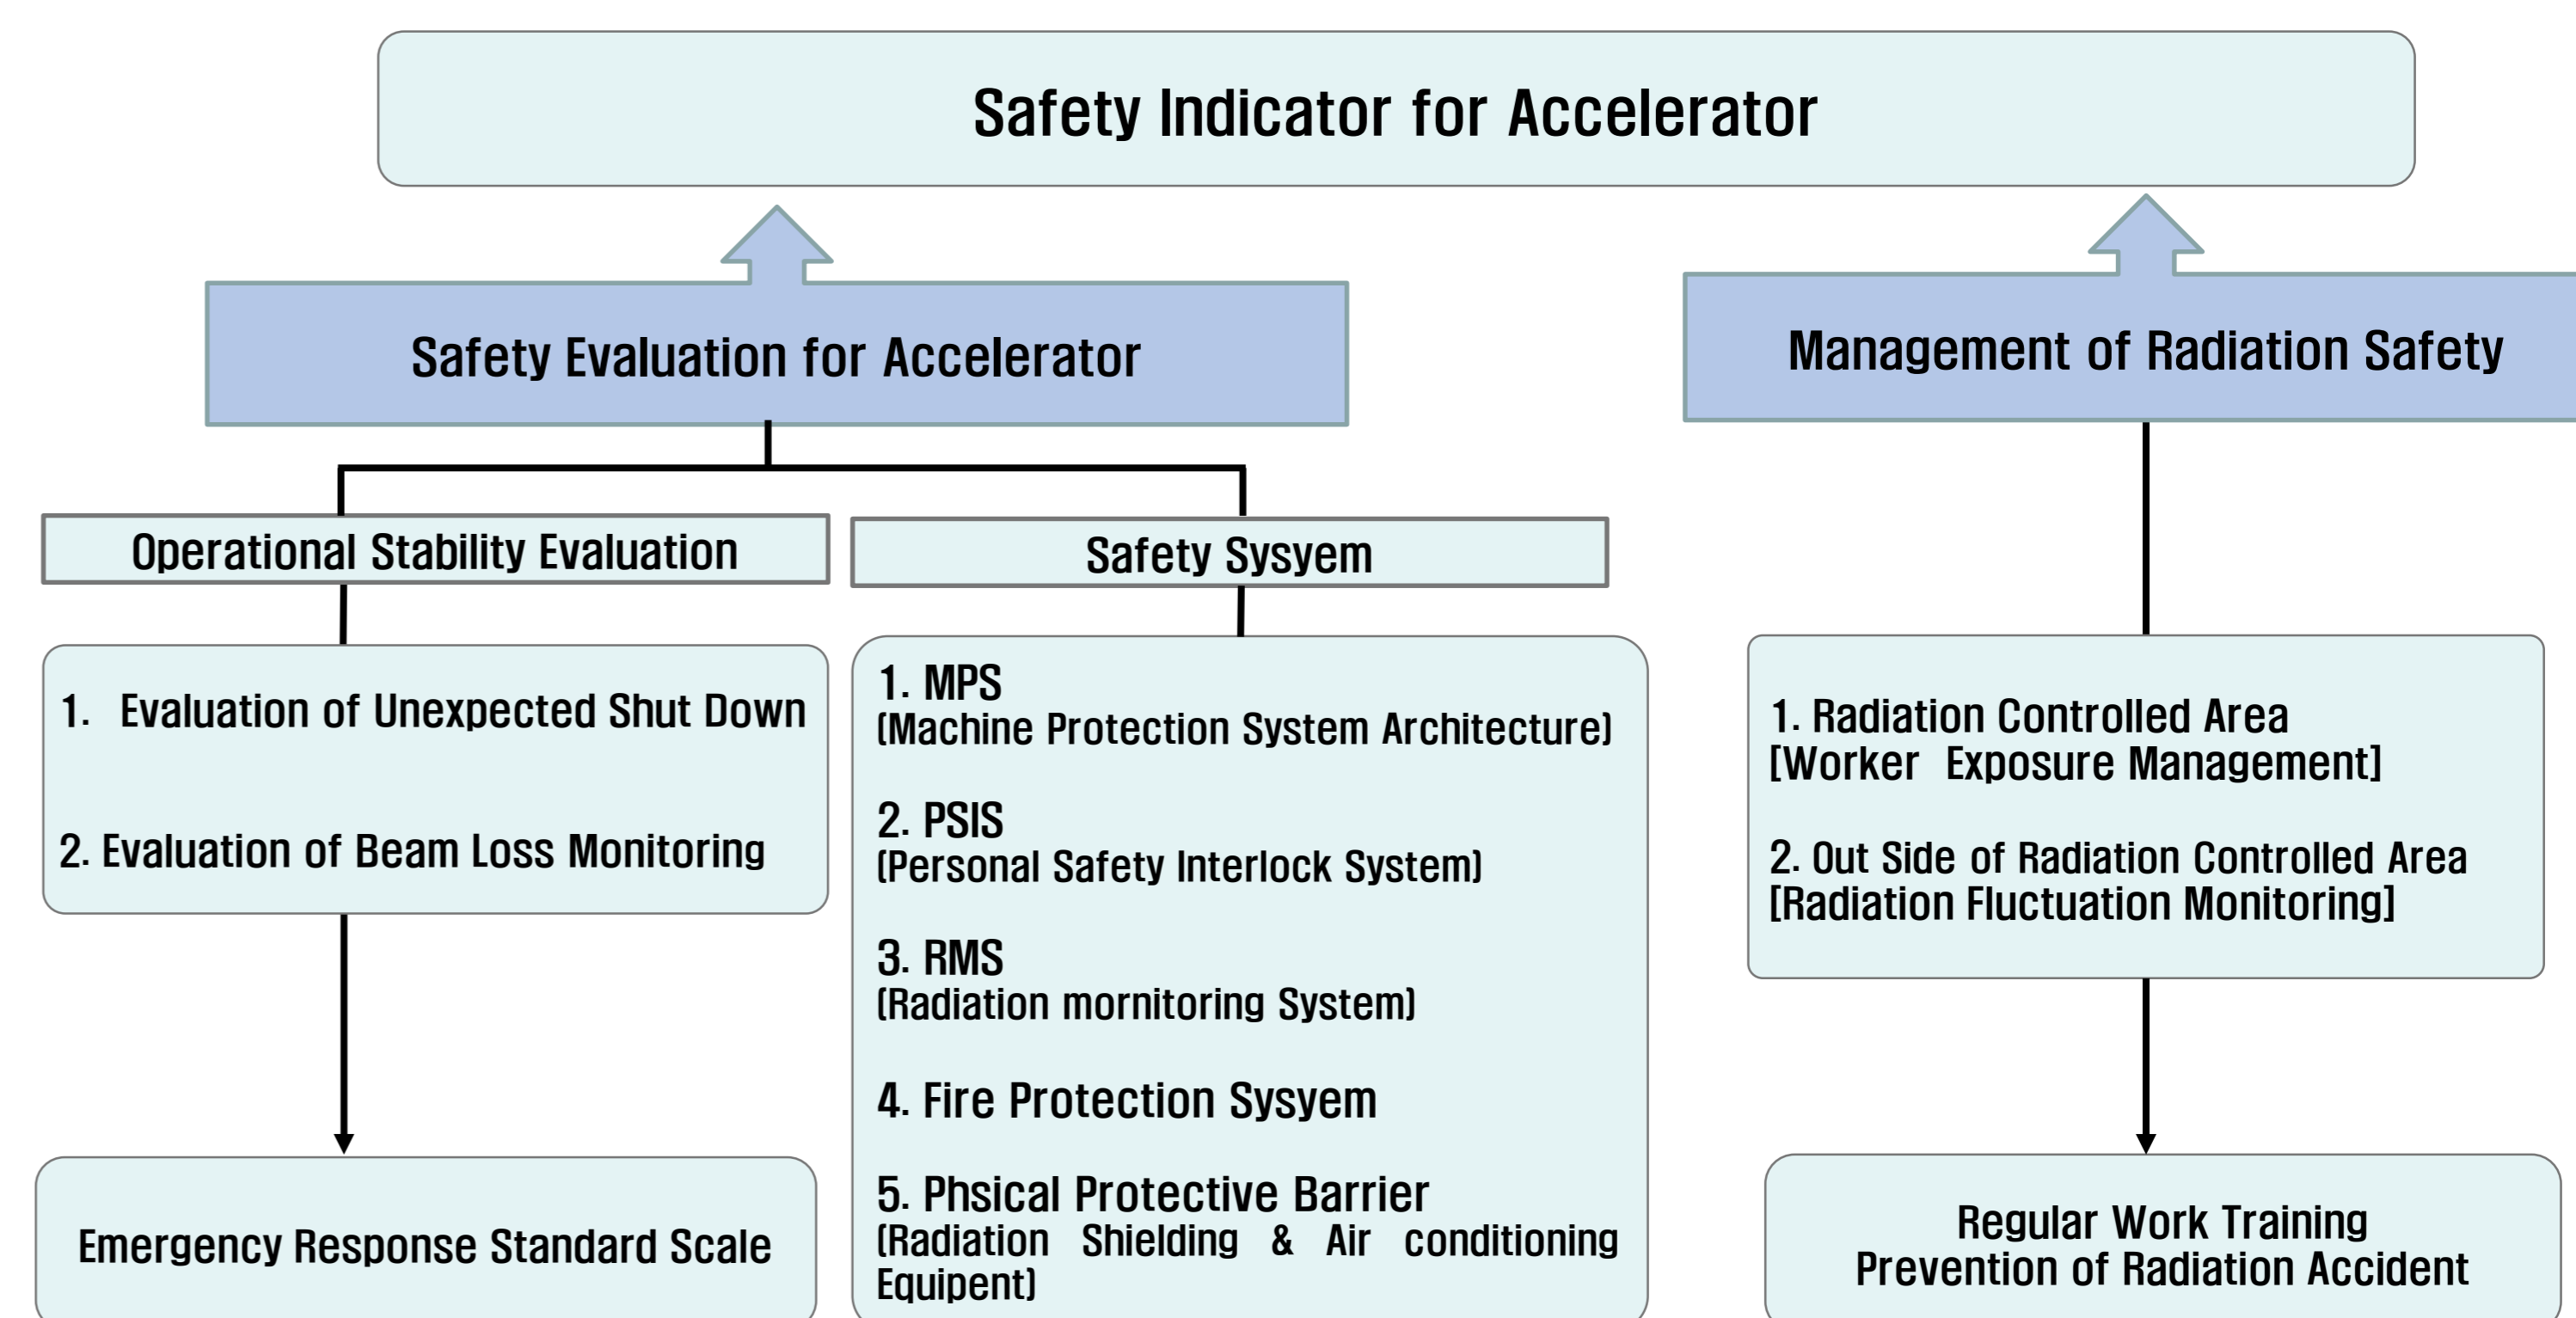 Safety Indicator for Accelerator
Safety Evaluation for Accelerator
Management of Radiation Safety
Operational Stability Evaluation
Safety Sysyem
1. Evaluation of Unexpected Shut Down
2. Evaluation of Beam Loss Monitoring
Emergency Response Standard Scale
1. MPS
(Machine Protection System Architecture)
2. PSIS
(Personal Safety Interlock System)
3. RMS
(Radiation mornitoring System)
4. Fire Protection Sysyem
5. Phsical Protective Barrier
(Radiation Shielding & Air conditioning
Equipent)
1. Radiation Controlled Area
[Worker Exposure Management]
2. Out Side of Radiation Controlled Area
[Radiation Fluctuation Monitoring]
Regular Work Training
Prevention of Radiation Accident